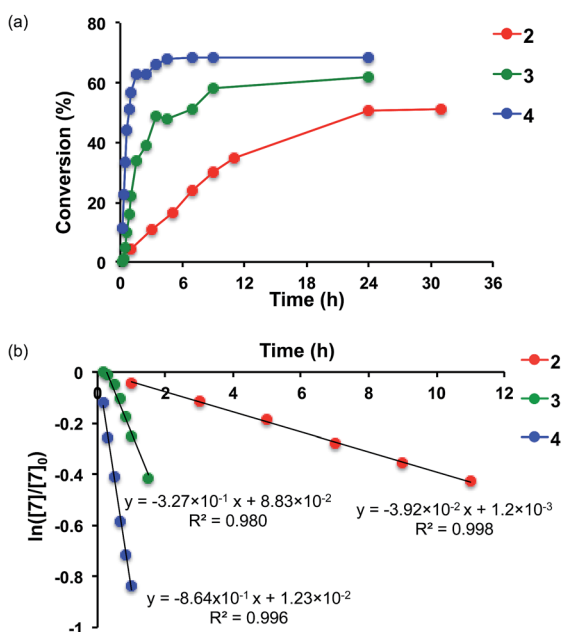 (a)
80
60
40
20
0
Conversion (%)
0 6 12 18 24 30 36
Time (h)
2
3
4
(b)
Time (h)
0 2 4 6 8 10 12
0
-0.2
-0.4
-0.6
-0.8
-1
ln([7]/[7]₀)
2
3
4
y = -3.27×10⁻¹ x + 8.83×10⁻²
R² = 0.980
y = -3.92×10⁻² x + 1.2×10⁻³
R² = 0.998
y = -8.64x10⁻¹ x + 1.23×10⁻²
R² = 0.996